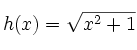 h(x) = √(x² + 1)